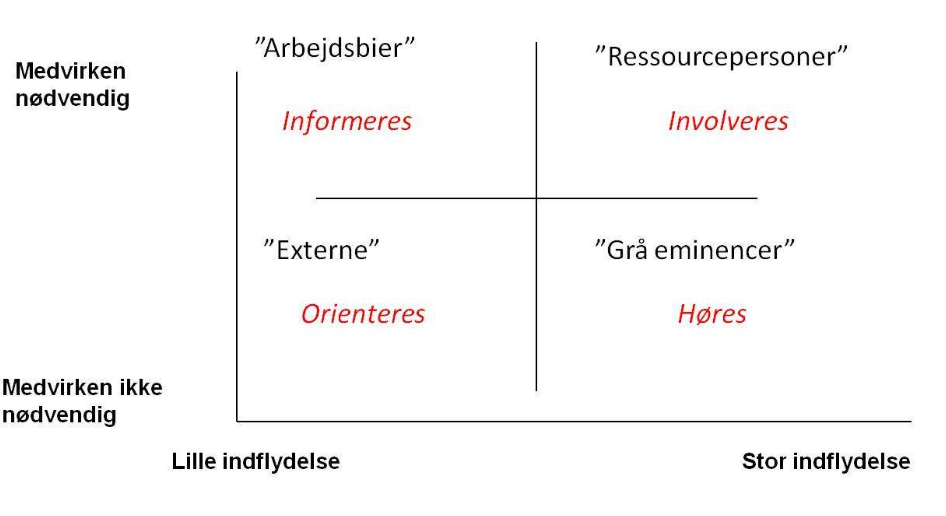 ”Arbejdsbier”
”Ressourcepersoner”
Medvirken
nødvendig
Informeres
Involveres
”Externe”
”Grå eminencer”
Orienteres
Høres
Medvirken ikke
nødvendig
Lille indflydelse
Stor indflydelse